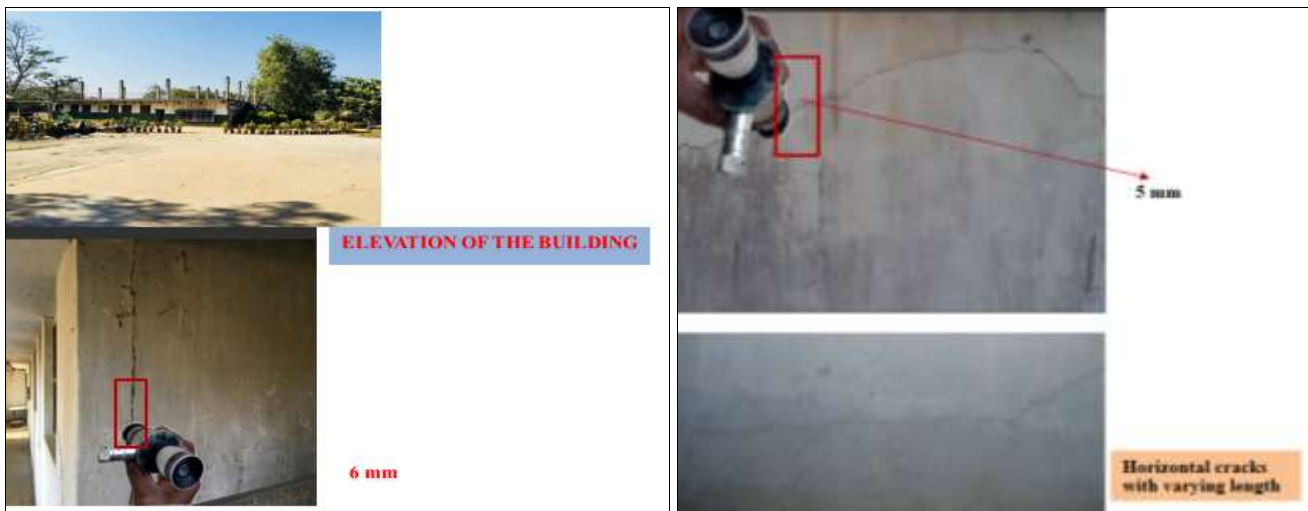 ELEVATION OF THE BUILDING
6 mm
5 mm
Horizontal cracks
with varying length